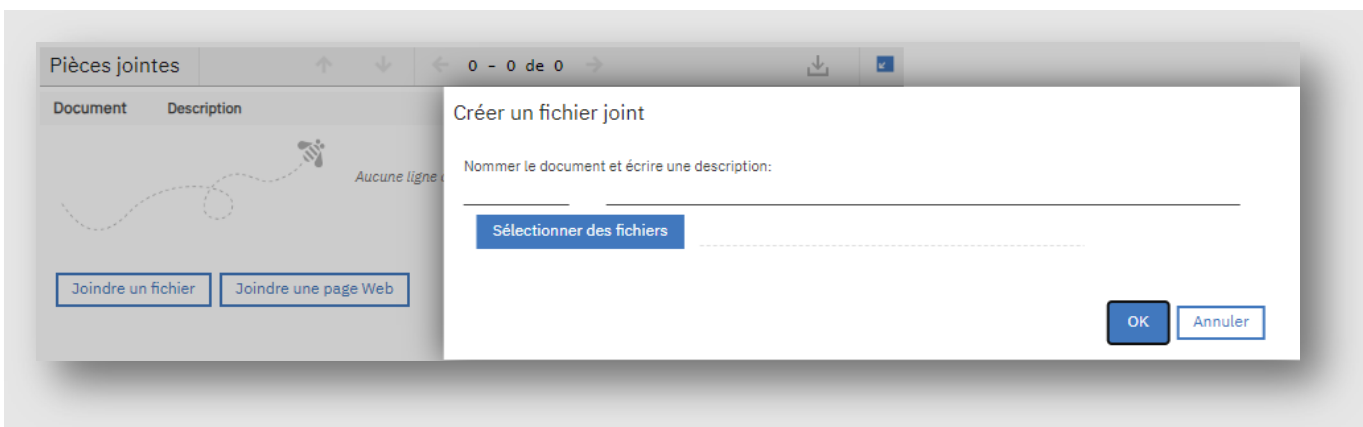 Pièces jointes 0 - 0 de 0
Document Description
Créer un fichier joint
Nommer le document et écrire une description:
Aucune ligne
Sélectionner des fichiers
Joindre un fichier Joindre une page Web
OK Annuler